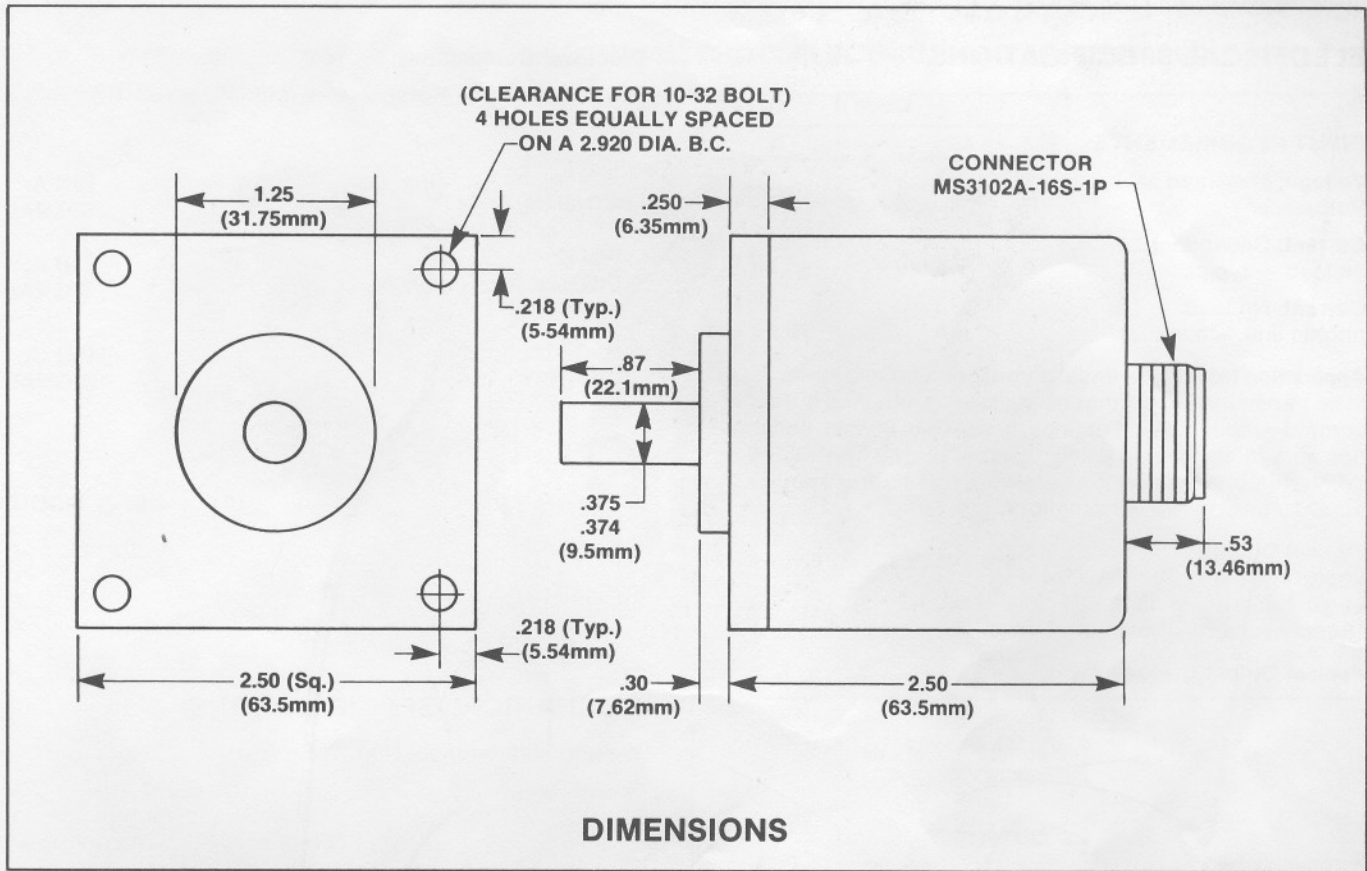 (CLEARANCE FOR 10-32 BOLT)
4 HOLES EQUALLY SPACED
ON A 2.920 DIA. B.C.
CONNECTOR
MS3102A-16S-1P
1.25
(31.75mm)
.250
(6.35mm)
.218 (Typ.)
(5.54mm)
.87
(22.1mm)
.375
.374
(9.5mm)
.53
(13.46mm)
.218 (Typ.)
(5.54mm)
2.50 (Sq.)
(63.5mm)
.30
(7.62mm)
2.50
(63.5mm)
DIMENSIONS